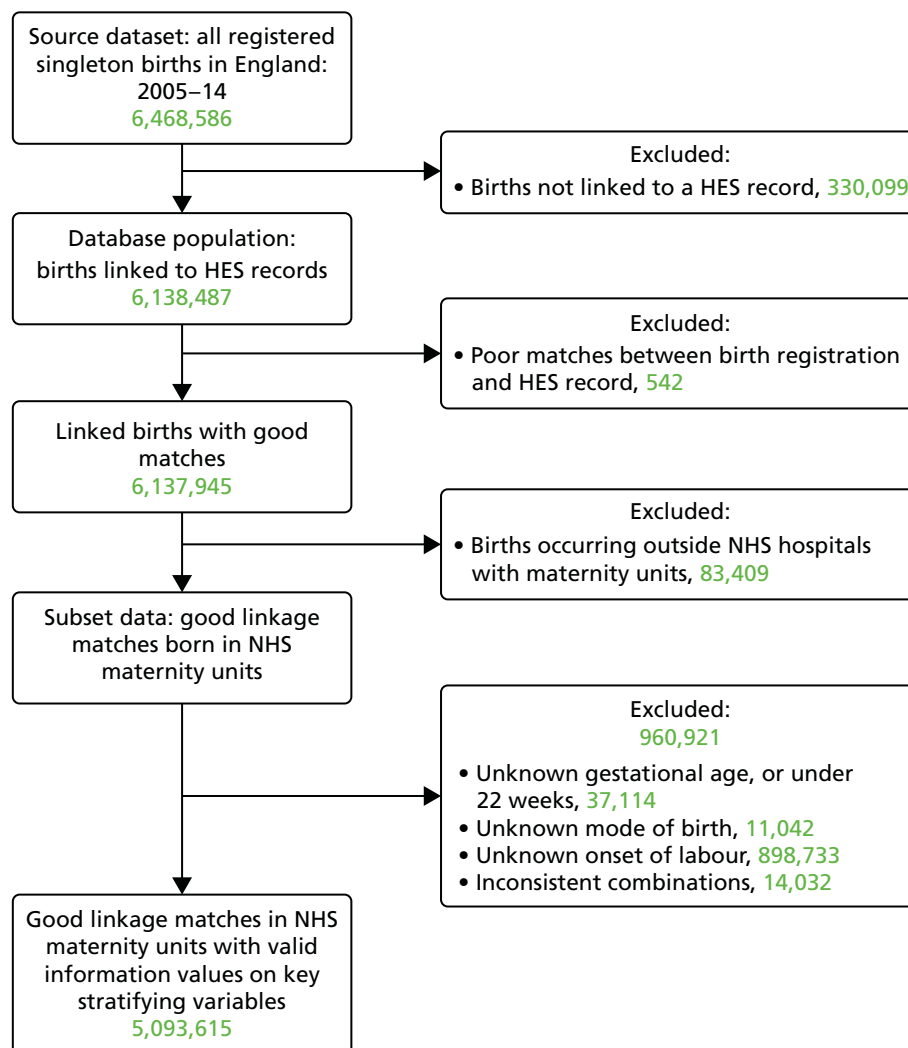 Source dataset: all registered
singleton births in England:
2005–14
6,468,586
Excluded:
• Births not linked to a HES record, 330,099
Database population:
births linked to HES records
6,138,487
Excluded:
• Poor matches between birth registration
and HES record, 542
Linked births with good
matches
6,137,945
Excluded:
• Births occurring outside NHS hospitals
with maternity units, 83,409
Subset data: good linkage
matches born in NHS
maternity units
Excluded:
960,921
• Unknown gestational age, or under
22 weeks, 37,114
• Unknown mode of birth, 11,042
• Unknown onset of labour, 898,733
• Inconsistent combinations, 14,032
Good linkage matches in NHS
maternity units with valid
information values on key
stratifying variables
5,093,615